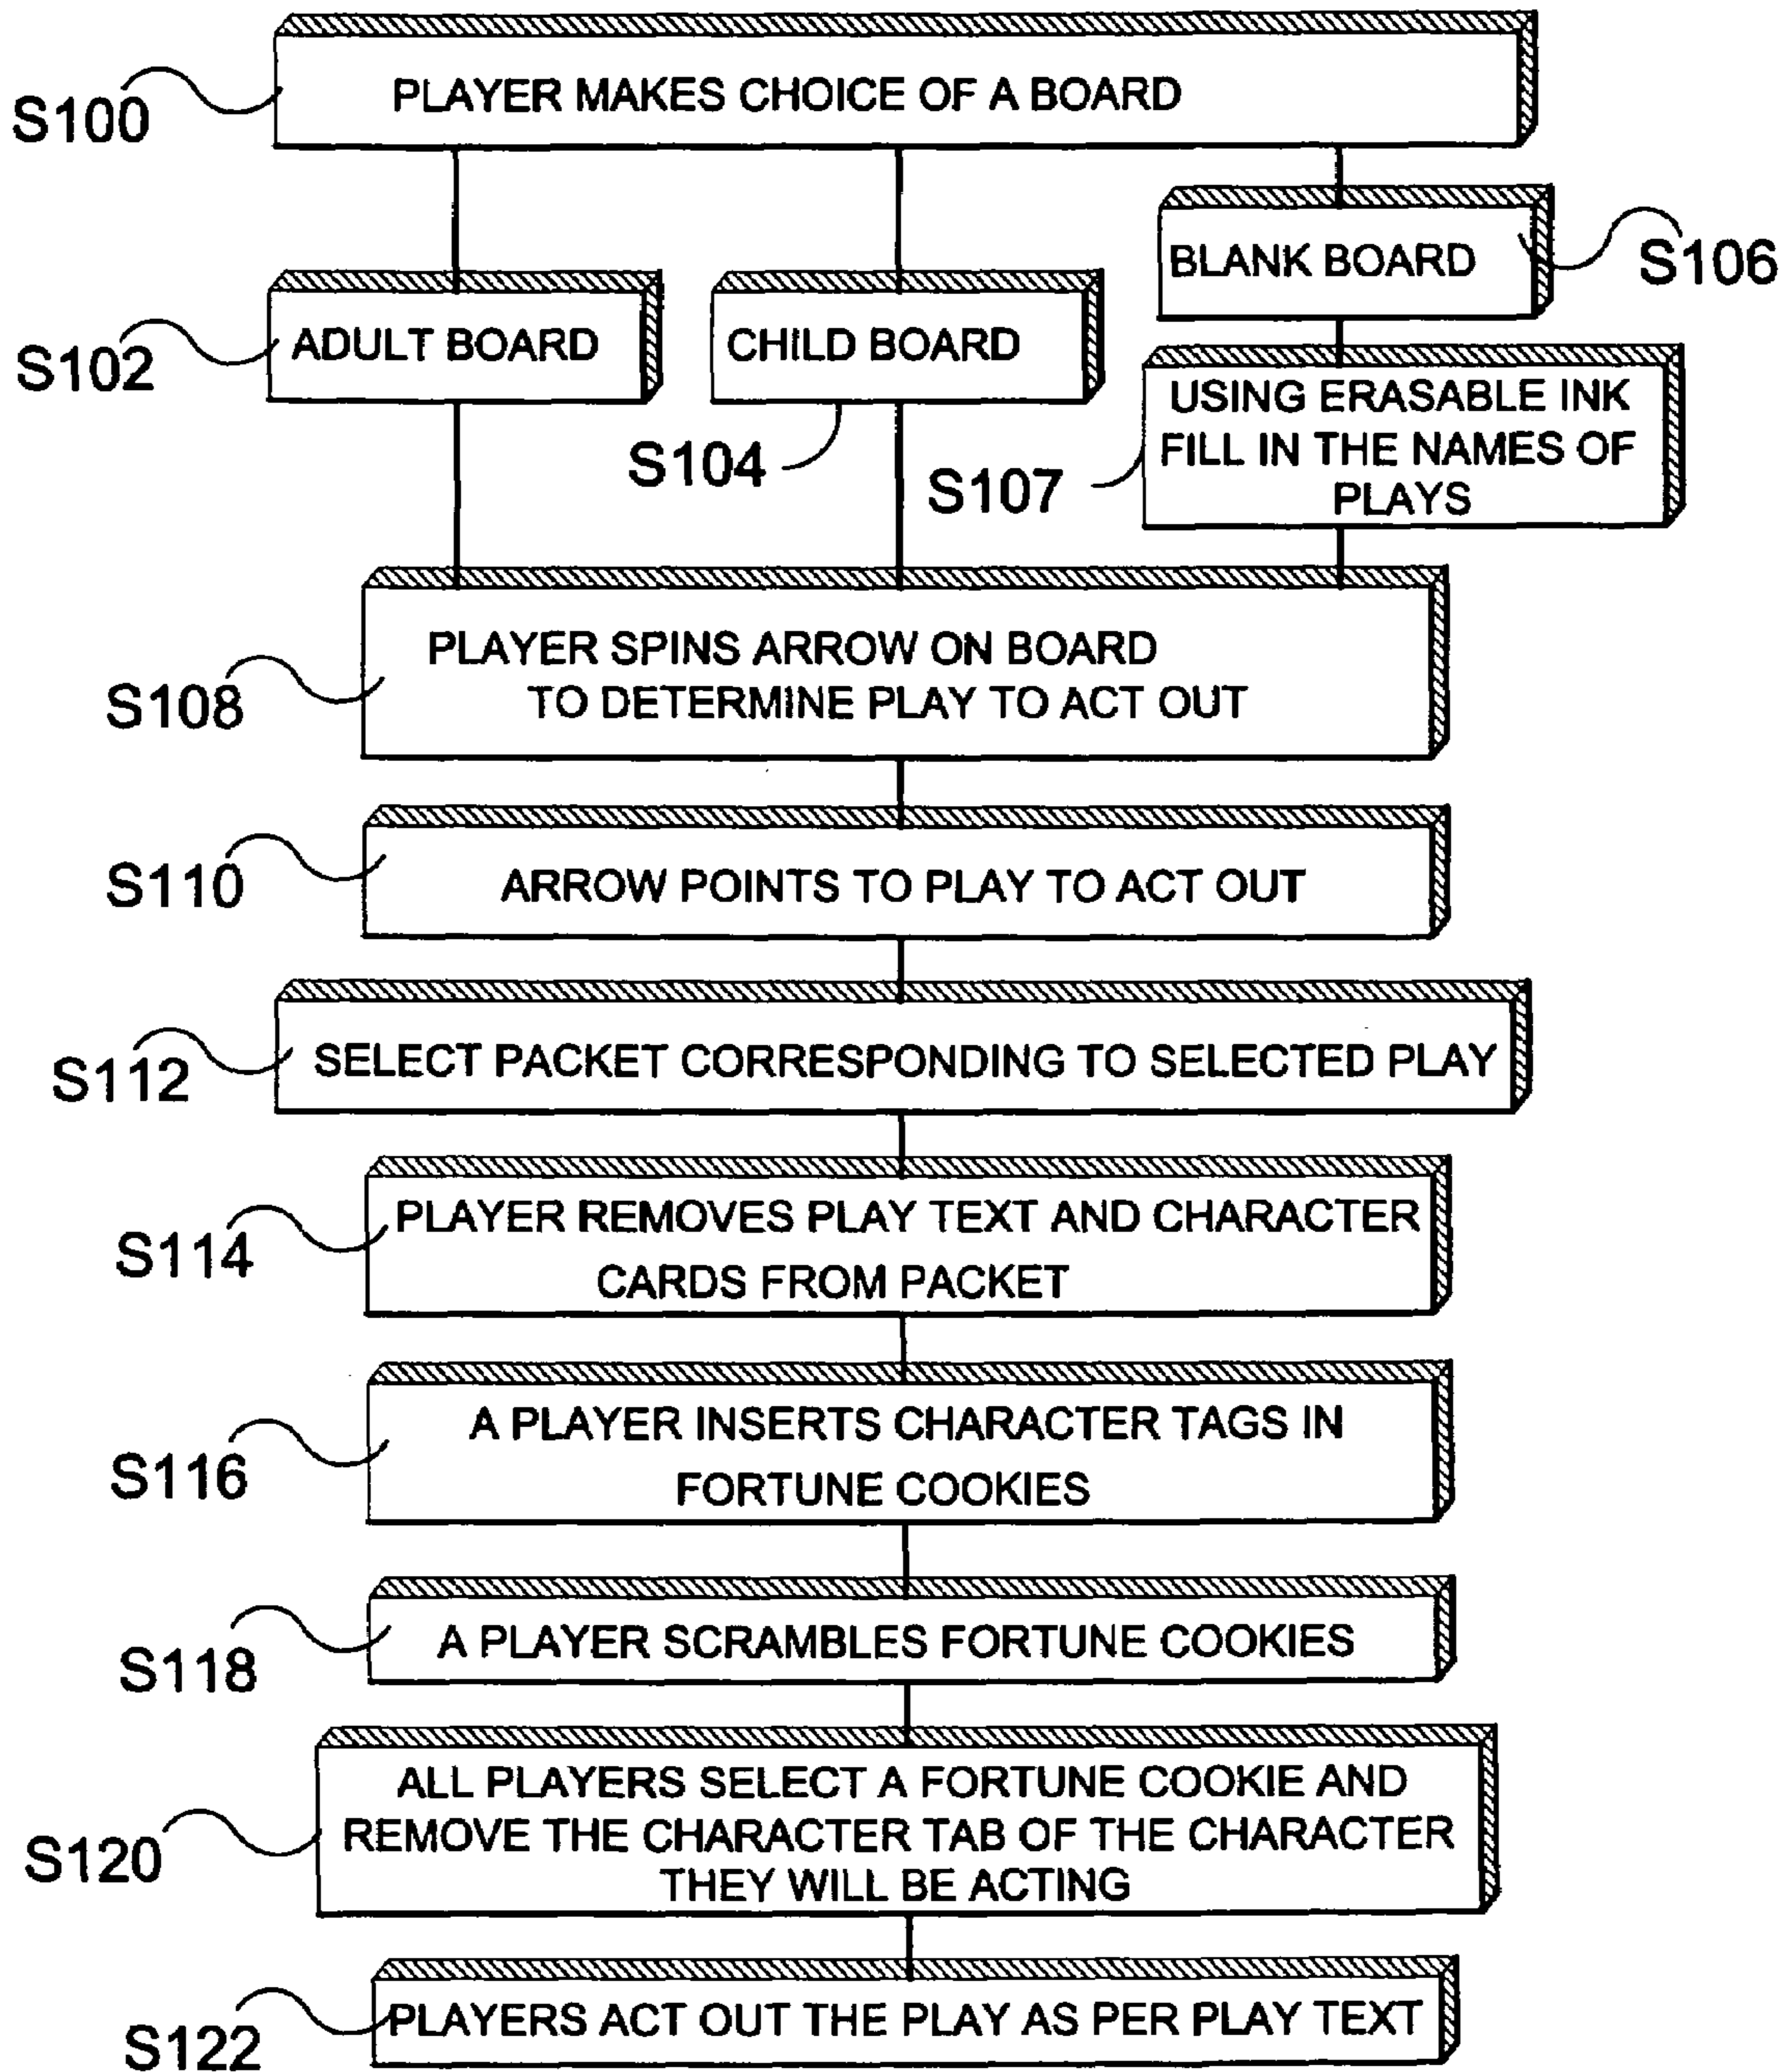 PLAYER MAKES CHOICE OF A BOARD
S100
BLANK BOARD
S106
ADULT BOARD
S102
CHILD BOARD
S104
USING ERASABLE INK
FILL IN THE NAMES OF
PLAYS
S107
PLAYER SPINS ARROW ON BOARD
TO DETERMINE PLAY TO ACT OUT
S108
ARROW POINTS TO PLAY TO ACT OUT
S110
SELECT PACKET CORRESPONDING TO SELECTED PLAY
S112
PLAYER REMOVES PLAY TEXT AND CHARACTER
CARDS FROM PACKET
S114
A PLAYER INSERTS CHARACTER TAGS IN
FORTUNE COOKIES
S116
A PLAYER SCRAMBLES FORTUNE COOKIES
S118
ALL PLAYERS SELECT A FORTUNE COOKIE AND
REMOVE THE CHARACTER TAB OF THE CHARACTER
THEY WILL BE ACTING
S120
PLAYERS ACT OUT THE PLAY AS PER PLAY TEXT
S122